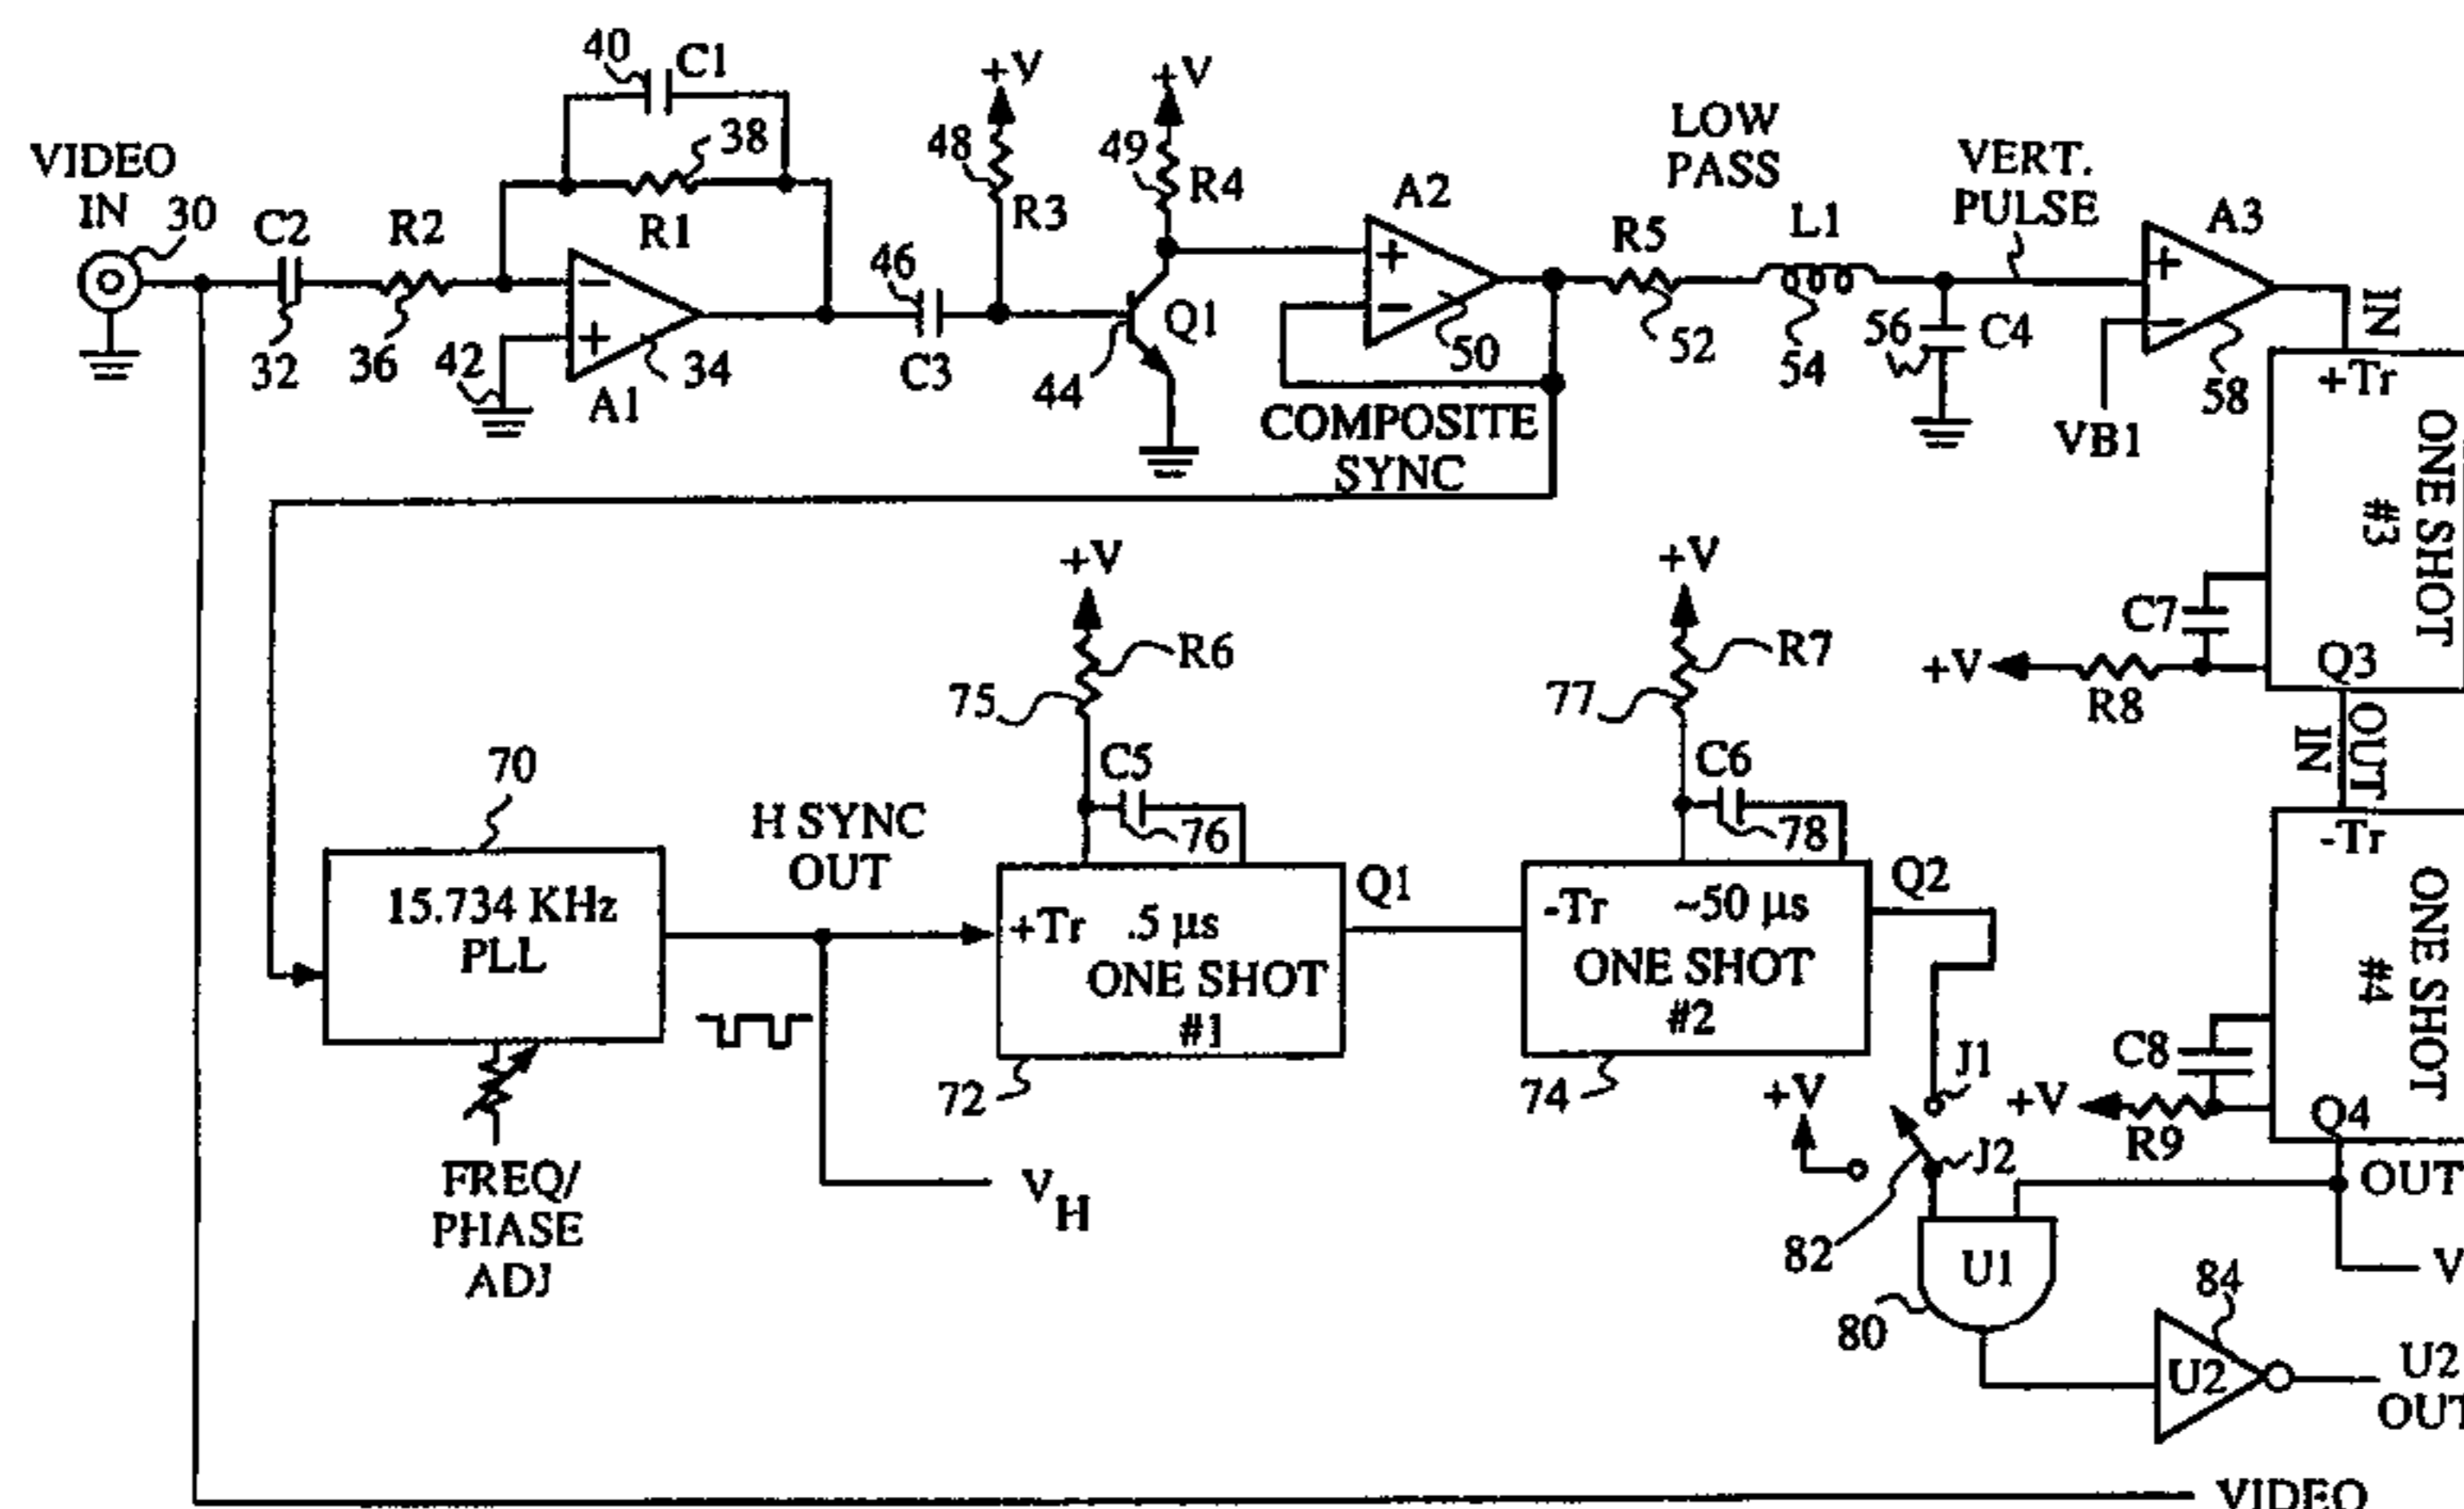 VIDEO
IN
30
C2
32
R2
36
40
C1
38
R1
42
34
A1
46
C3
+V
48
R3
+V
49
R4
Q1
44
A2
50
COMPOSITE
SYNC
LOW
PASS
R5
52
L1
54
VERT.
PULSE
56
C4
A3
58
VB1
IN
+Tr
ONE SHOT
#3
C7
+V
R8
Q3
OUT
IN
-Tr
ONE SHOT
#4
C8
+V
R9
Q4
OUT
70
15.734 KHz
PLL
FREQ/
PHASE
ADJ
H SYNC
OUT
V
H
+V
R6
75
C5
76
+Tr .5 µs
ONE SHOT
#1
72
Q1
+V
R7
77
C6
78
-Tr ~50 µs
ONE SHOT
#2
74
Q2
J1
+V
J2
82
U1
80
V
84
U2
U2
OUT
VIDEO